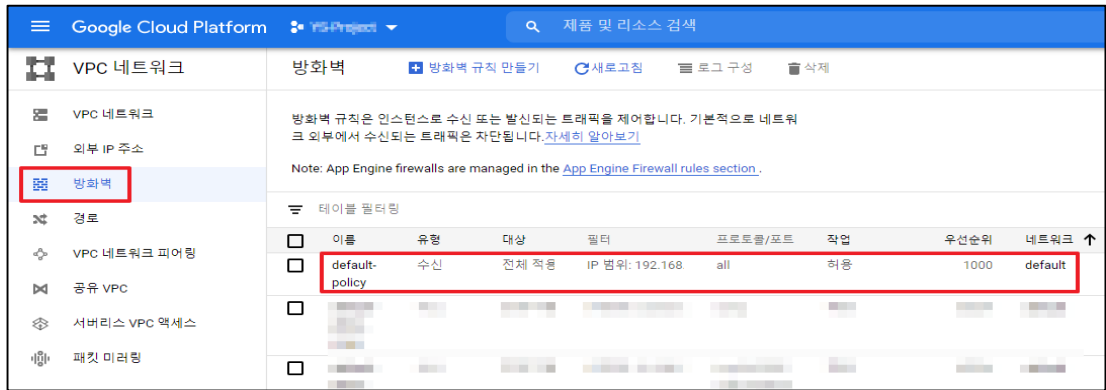 Google Cloud Platform
제품 및 리소스 검색
VPC 네트워크
방화벽
방화벽 규칙 만들기
새로고침
로그 구성
삭제
VPC 네트워크
외부 IP 주소
방화벽
경로
VPC 네트워크 피어링
공유 VPC
서버리스 VPC 액세스
패킷 미러링
방화벽 규칙은 인스턴스로 수신 또는 발신되는 트래픽을 제어합니다. 기본적으로 네트워
크 외부에서 수신되는 트래픽은 차단됩니다.자세히 알아보기
Note: App Engine firewalls are managed in the App Engine Firewall rules section .
테이블 필터링
이름 유형 대상 필터 프로토콜/포트 작업 우선순위 네트워크
default- 수신 전체 적용 IP 범위: 192.168 all 허용 1000 default
policy